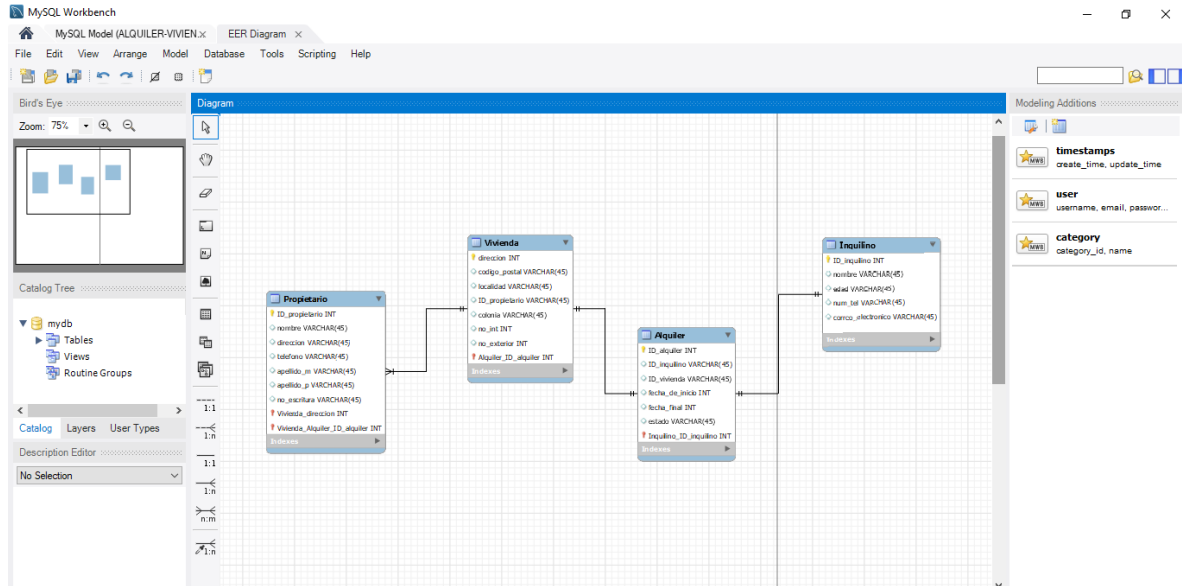 MySQL Workbench
MySQL Model (ALQUILER-VIVIEN.x
EER Diagram x
File Edit View Arrange Model Database Tools Scripting Help
Bird's Eye
Zoom: 75%
Catalog Tree
mydb
Tables
Views
Routine Groups
Catalog Layers User Types
Description Editor
No Selection
Diagram
1:1
1:n
1:1
1:n
n:m
1:n
Propietario
ID_propietario INT
nombre VARCHAR(45)
direccion VARCHAR(45)
telefono VARCHAR(45)
apellido_m VARCHAR(45)
apellido_p VARCHAR(45)
no_escritura VARCHAR(45)
Vivienda_direccion INT
Vivienda_Alquiler_ID_alquiler INT
Indexes
Vivienda
direccion INT
codigo_postal VARCHAR(45)
localidad VARCHAR(45)
ID_propietario VARCHAR(45)
colonia VARCHAR(45)
no_int INT
no_exterior INT
Alquiler_ID_alquiler INT
Indexes
Alquiler
ID_alquiler INT
ID_inquilino VARCHAR(45)
ID_vivienda VARCHAR(45)
fecha_de_inicio INT
fecha_final INT
estado VARCHAR(45)
Inquilino_ID_inquilino INT
Indexes
Inquilino
ID_inquilino INT
nombre VARCHAR(45)
edad VARCHAR(45)
num_tel VARCHAR(45)
correo_electronico VARCHAR(45)
Indexes
Modeling Additions
timestamps
create_time, update_time
user
username, email, passwor...
category
category_id, name